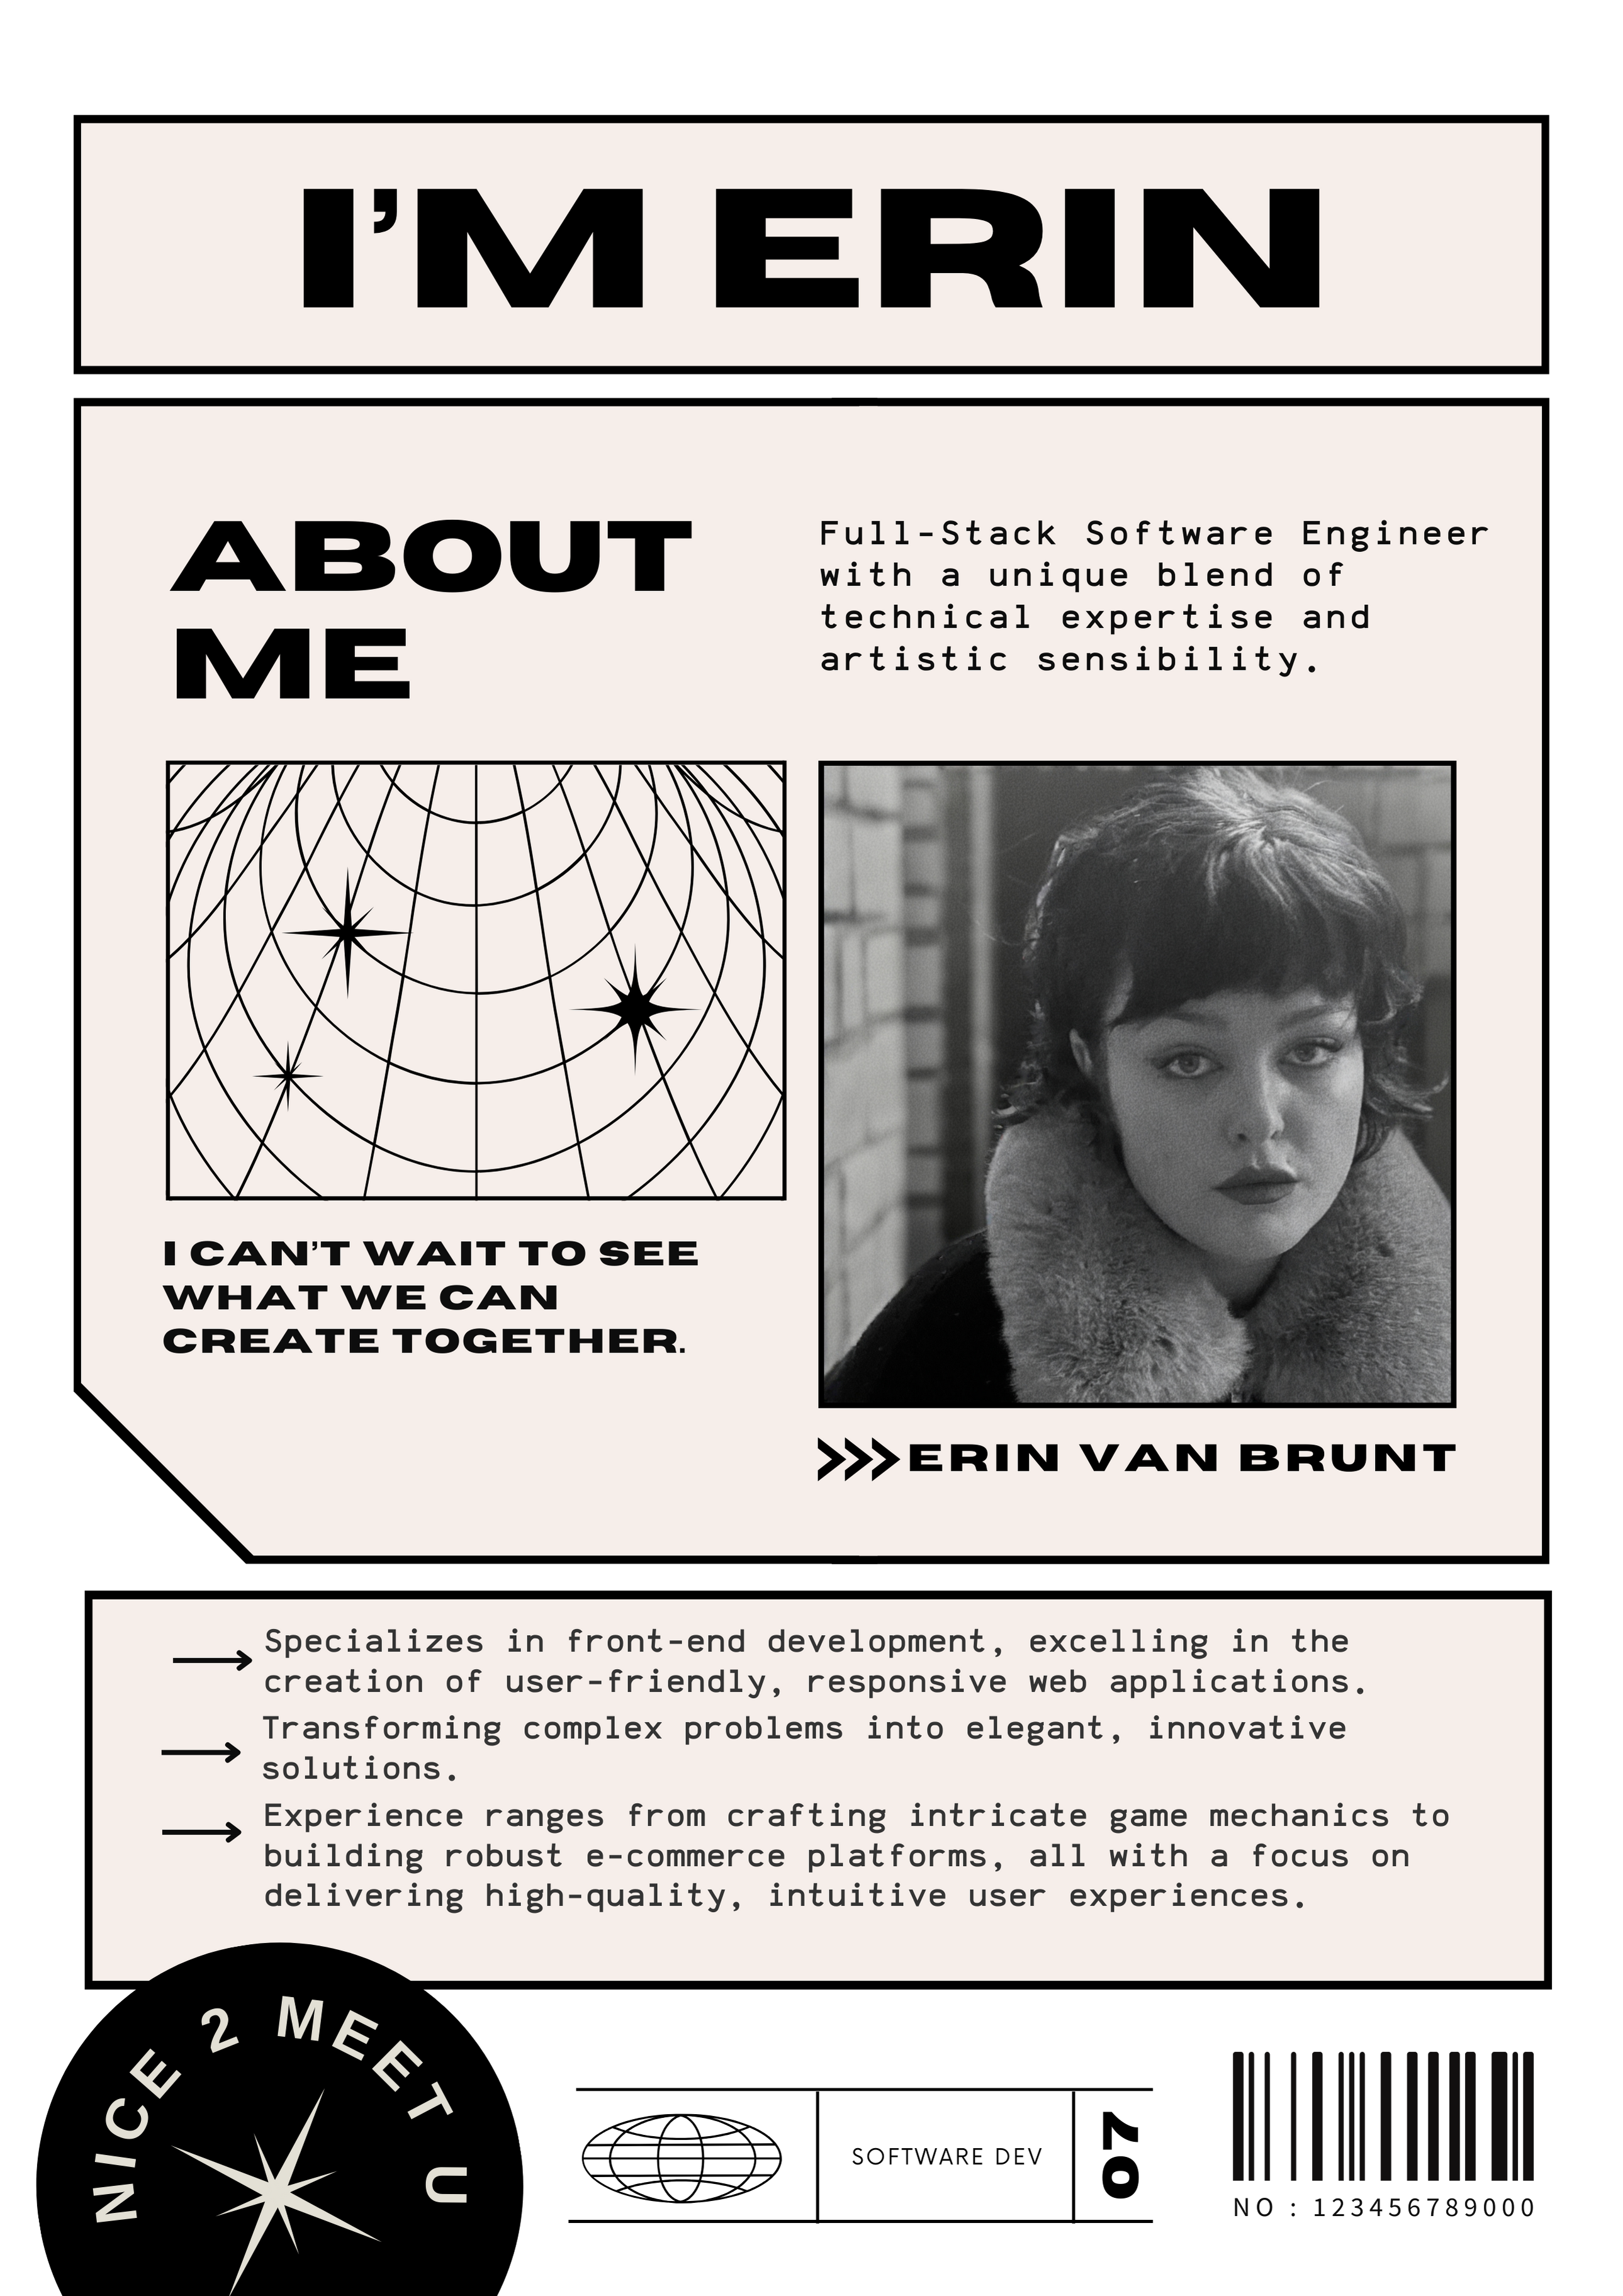 I'M ERIN
ABOUT
ME
Full-Stack Software Engineer
with a unique blend of
technical expertise and
artistic sensibility.
I CAN'T WAIT TO SEE
WHAT WE CAN
CREATE TOGETHER.
ERIN VAN BRUNT
Specializes in front-end development, excelling in the
creation of user-friendly, responsive web applications.
Transforming complex problems into elegant, innovative
solutions.
Experience ranges from crafting intricate game mechanics to
building robust e-commerce platforms, all with a focus on
delivering high-quality, intuitive user experiences.
NICE 2 MEET U
SOFTWARE DEV
07
NO : 123456789000